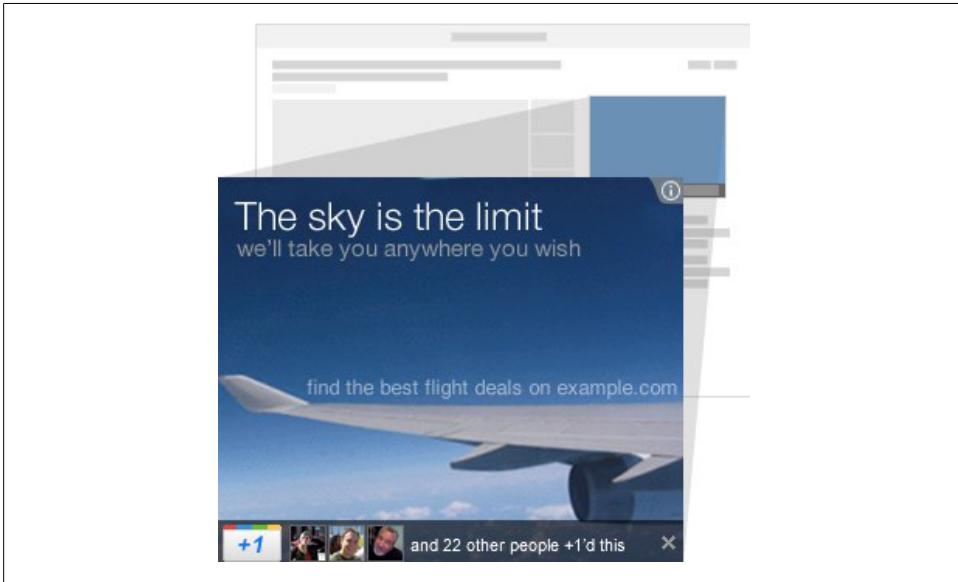 The sky is the limit
we'll take you anywhere you wish
find the best flight deals on example.com
+1
and 22 other people +1'd this